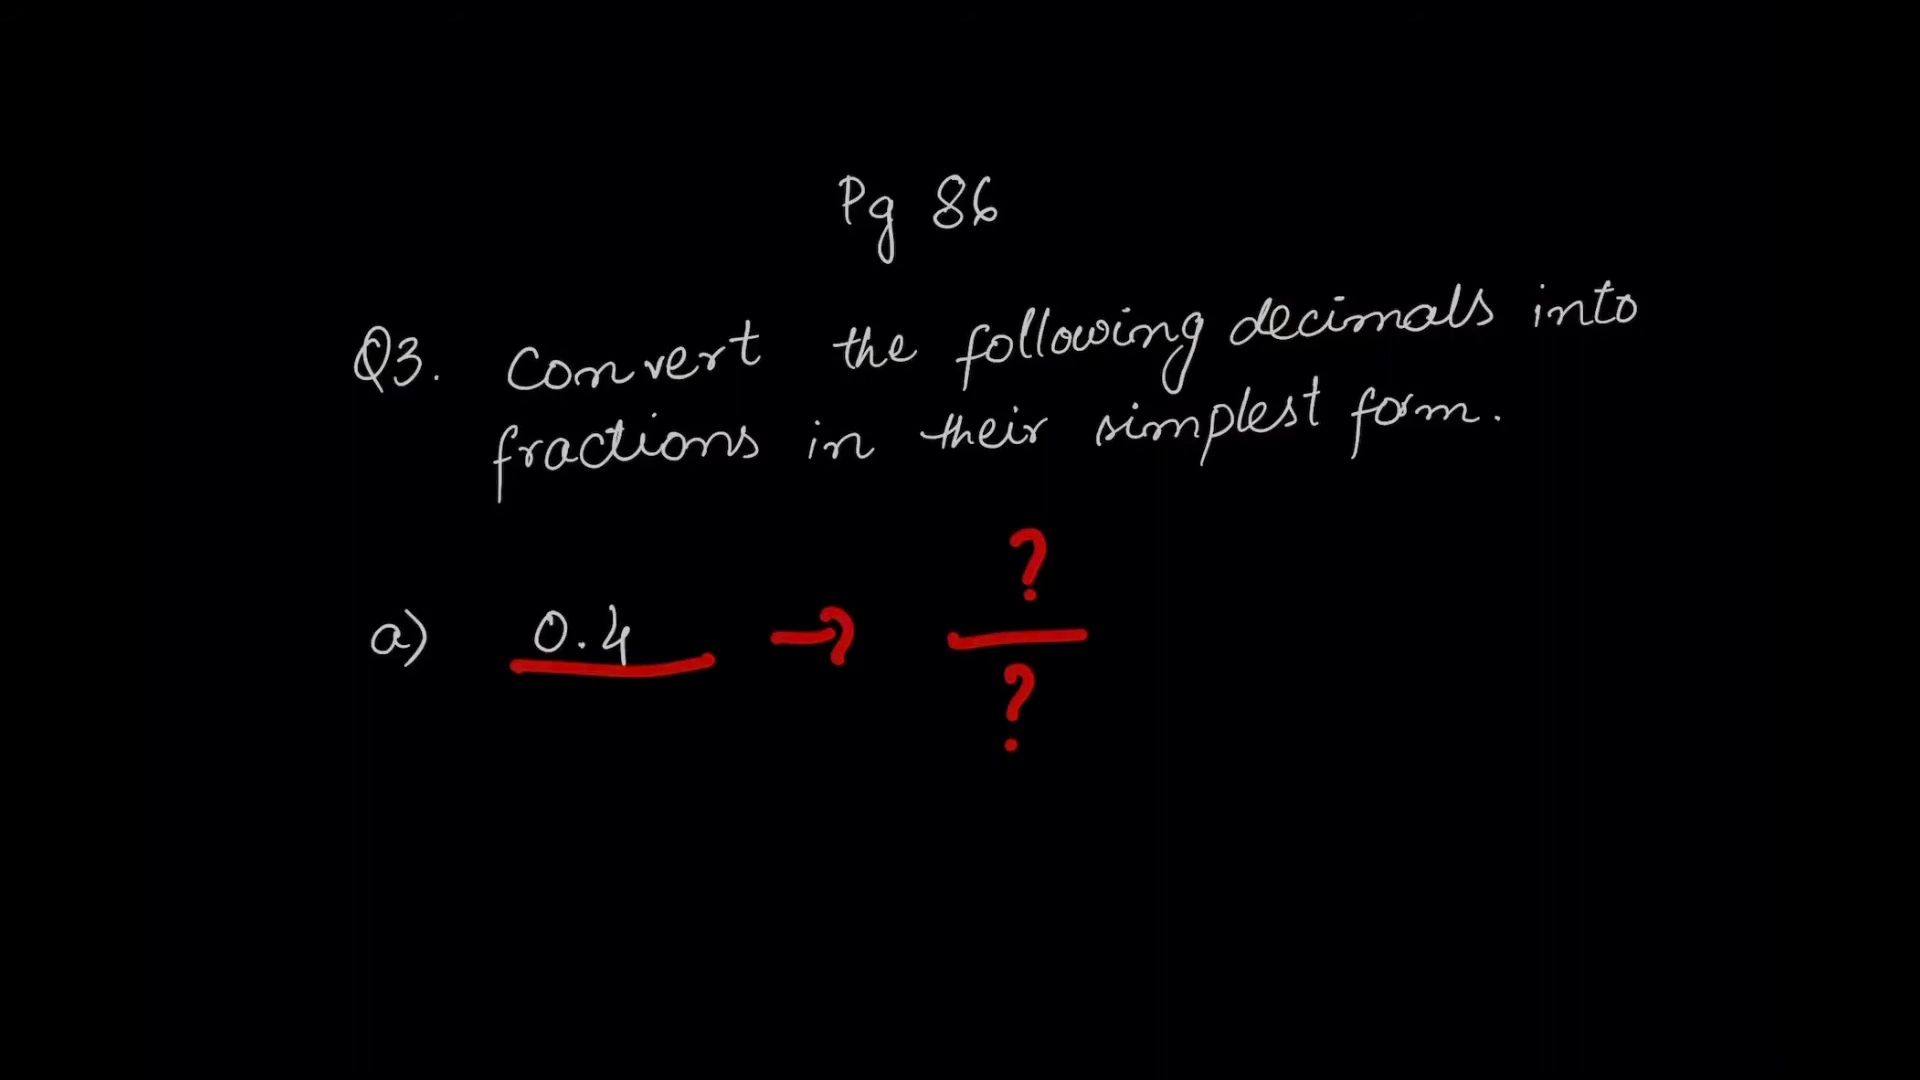 Pg 86
Q3. Convert the following decimals into
fractions in their simplest form.
a) 0.4 → ?/?